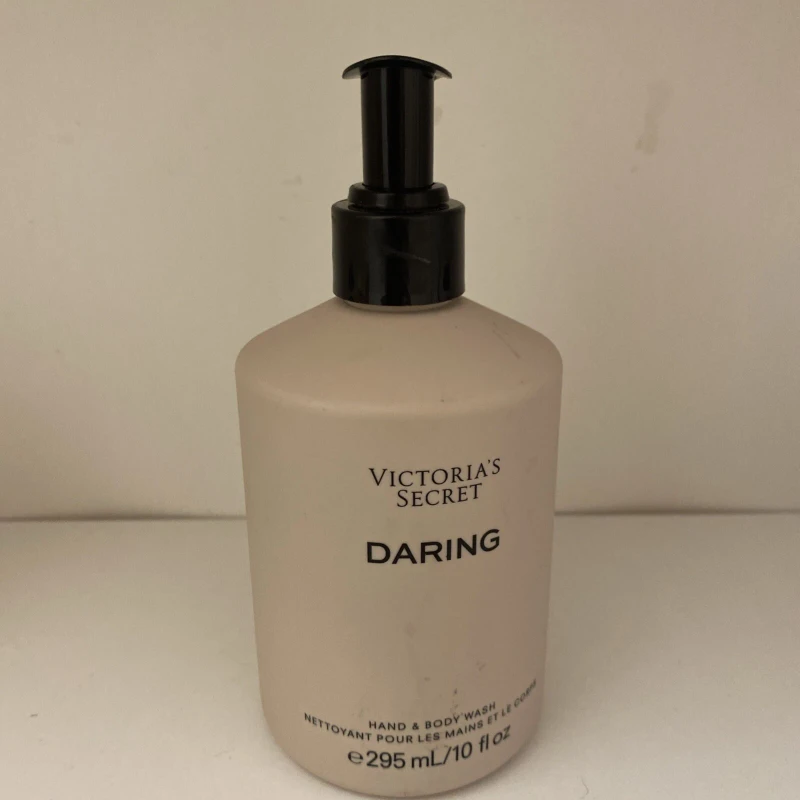 VICTORIA'S
SECRET
DARING
HAND & BODY WASH
NETTOYANT POUR LES MAINS ET LE CORPS
℮295 mL/10 fl oz